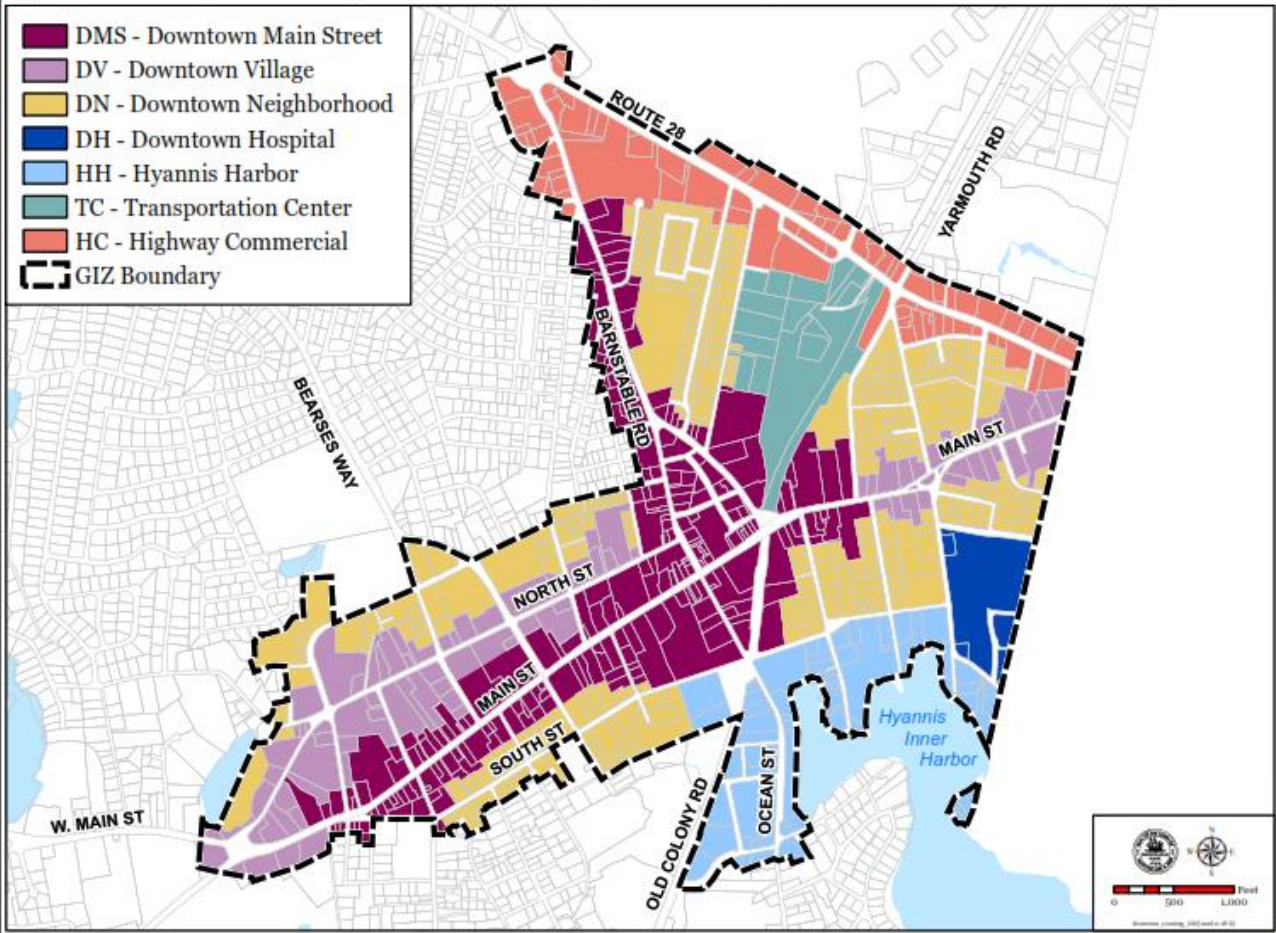 DMS - Downtown Main Street
DV - Downtown Village
DN - Downtown Neighborhood
DH - Downtown Hospital
HH - Hyannis Harbor
TC - Transportation Center
HC - Highway Commercial
GIZ Boundary
ROUTE 28
YARMOUTH RD
BARNSTABLE RD
BEARSES WAY
MAIN ST
NORTH ST
MAIN ST
SOUTH ST
Hyannis
Inner
Harbor
W. MAIN ST
OLD COLONY RD
OCEAN ST
N
W
E
S
Feet
0 500 1,000